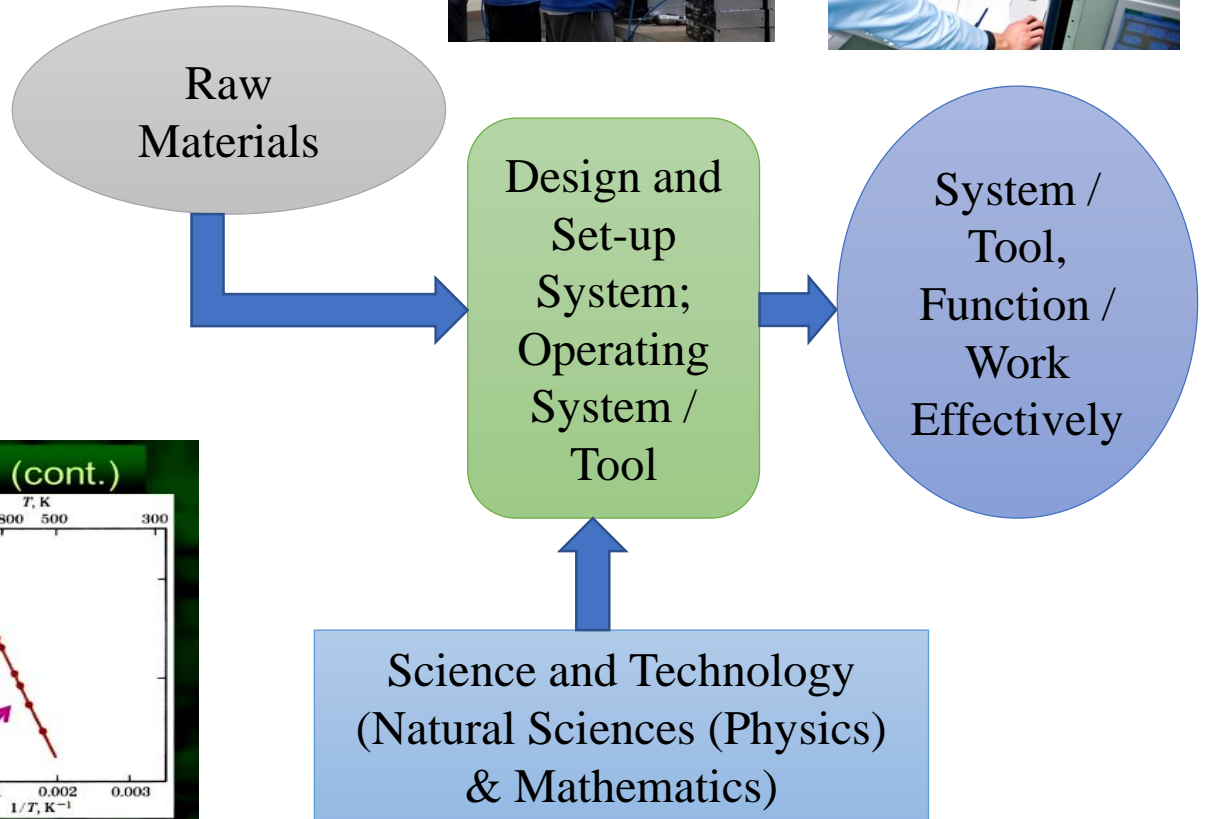 Raw
Materials
Design and
Set-up
System;
Operating
System /
Tool
System /
Tool,
Function /
Work
Effectively
(cont.)
T, K
800 500 300
0.002 0.003
1/T, K⁻¹
Science and Technology
(Natural Sciences (Physics)
& Mathematics)